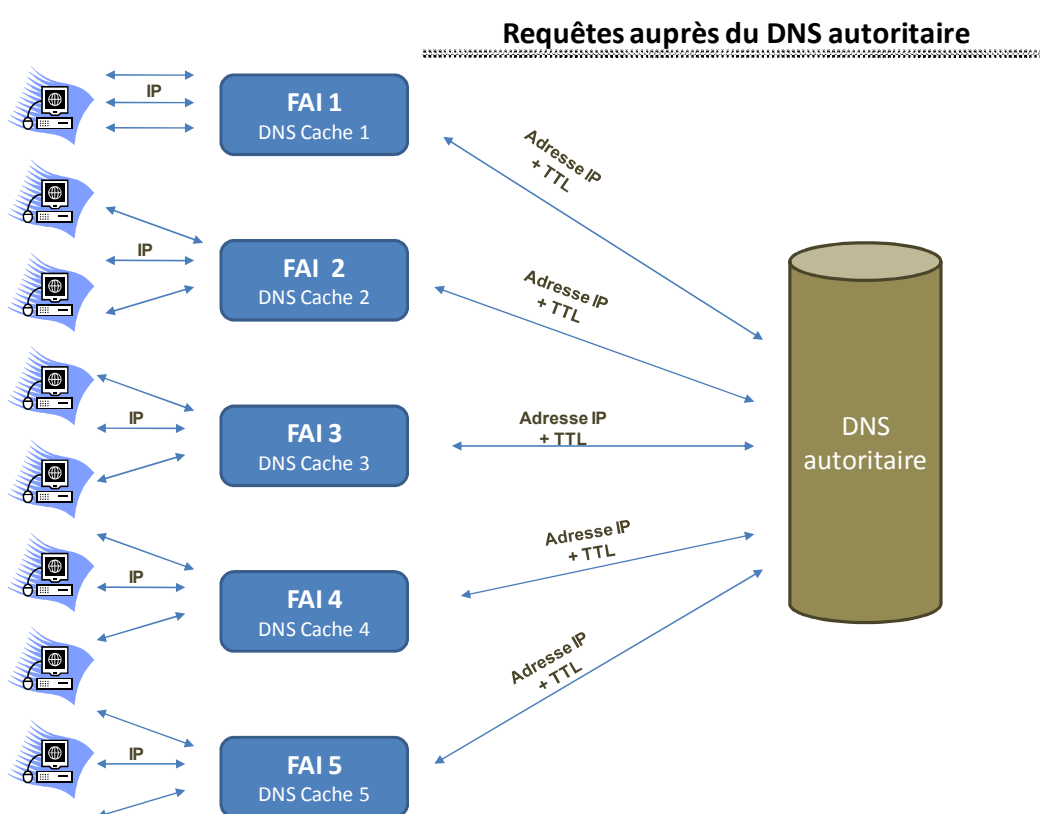 Requêtes auprès du DNS autoritaire
IP
FAI 1
DNS Cache 1
Adresse IP
+ TTL
IP
FAI 2
DNS Cache 2
Adresse IP
+ TTL
IP
FAI 3
DNS Cache 3
Adresse IP
+ TTL
DNS
autoritaire
IP
FAI 4
DNS Cache 4
Adresse IP
+ TTL
IP
FAI 5
DNS Cache 5
Adresse IP
+ TTL